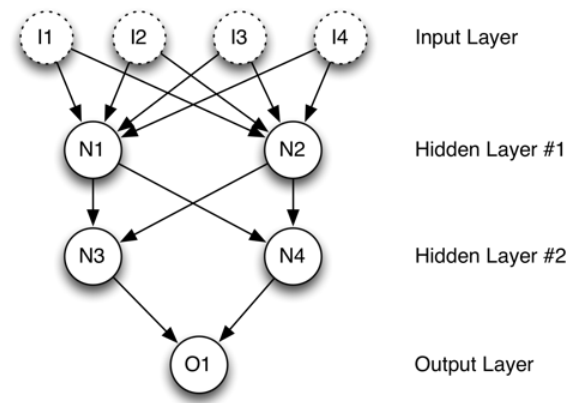 I1 I2 I3 I4 Input Layer
N1 N2 Hidden Layer #1
N3 N4 Hidden Layer #2
O1 Output Layer